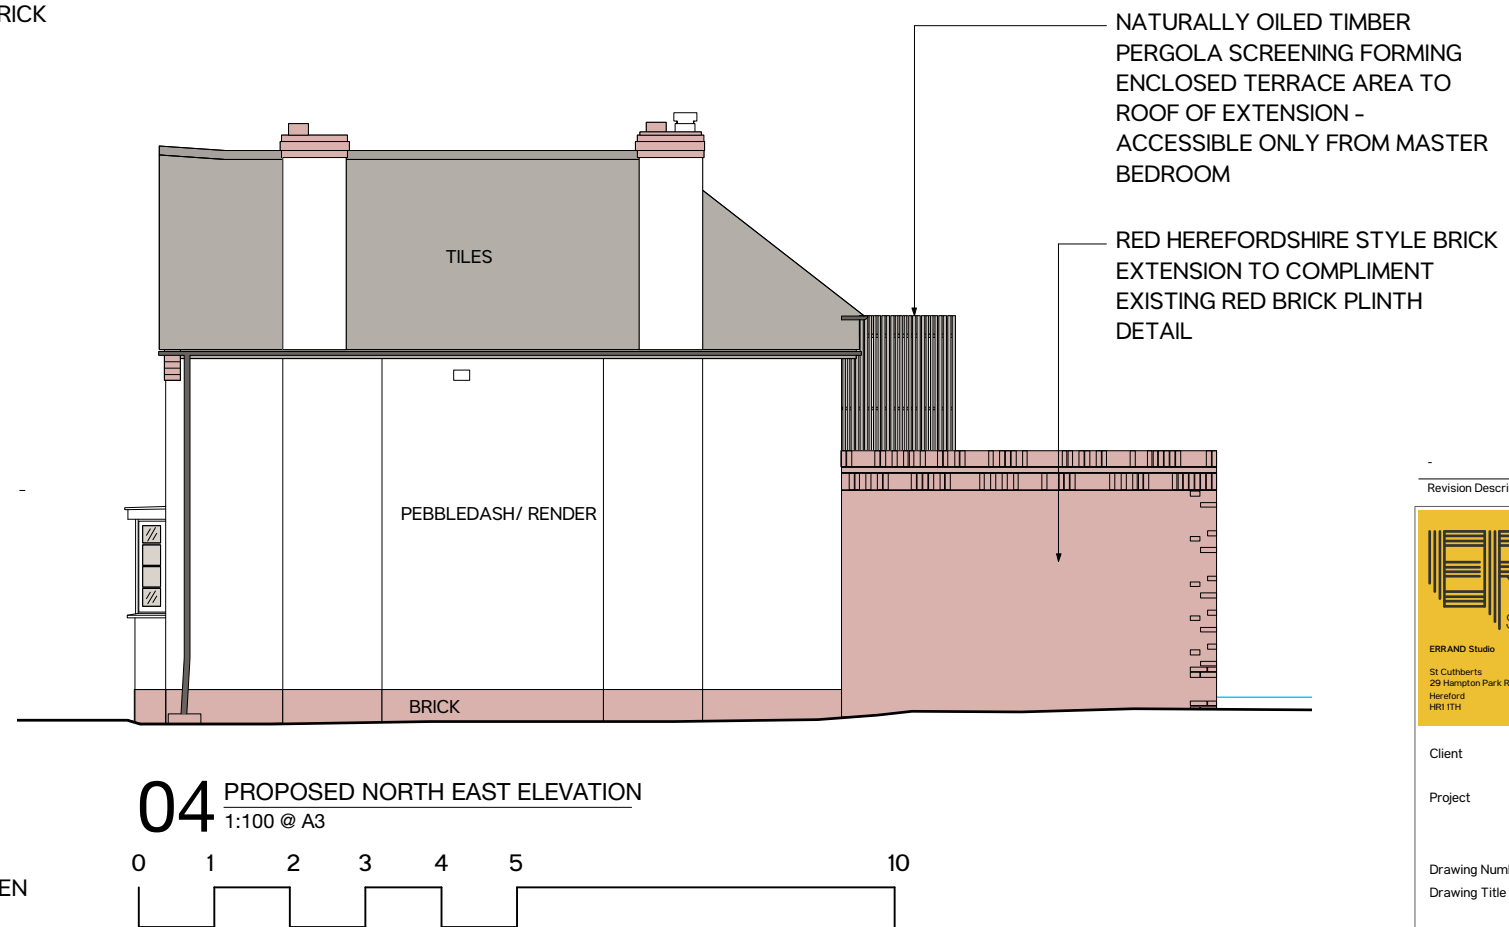 RICK
NATURALLY OILED TIMBER
PERGOLA SCREENING FORMING
ENCLOSED TERRACE AREA TO
ROOF OF EXTENSION -
ACCESSIBLE ONLY FROM MASTER
BEDROOM
RED HEREFORDSHIRE STYLE BRICK
EXTENSION TO COMPLIMENT
EXISTING RED BRICK PLINTH
DETAIL
TILES
PEBBLEDASH/ RENDER
BRICK
-
-
Revision Descri
ERRAND Studio
St Cuthberts
29 Hampton Park R
Hereford
HR1 1TH
Client
Project
Drawing Num
Drawing Title
04 PROPOSED NORTH EAST ELEVATION
1:100 @ A3
0 1 2 3 4 5 10
EN